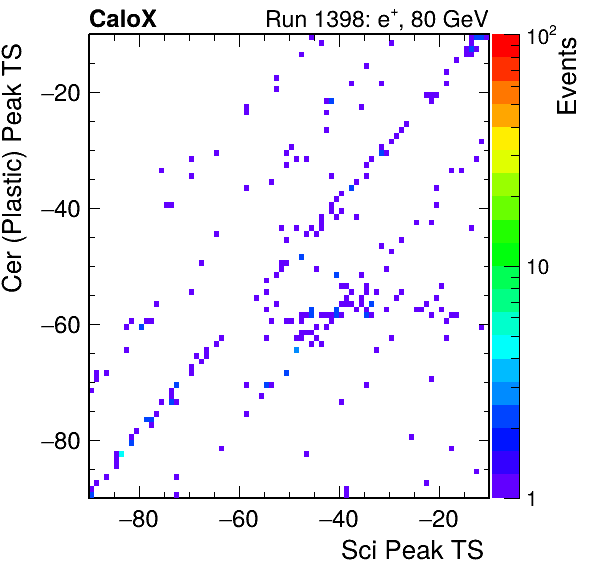 CaloX Run 1398: e⁺, 80 GeV
Cer (Plastic) Peak TS
−20
−40
−60
−80
−80 −60 −40 −20
Sci Peak TS
10²
10
1
Events